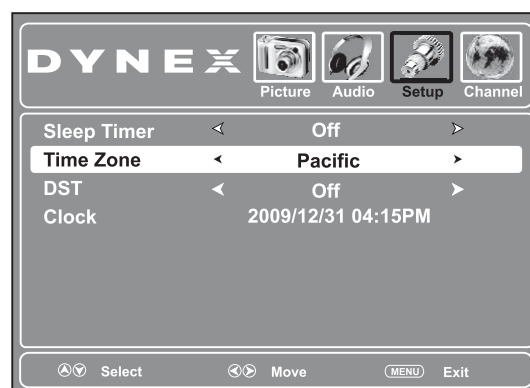 DYNEX
Picture Audio Setup Channel
Sleep Timer Off
Time Zone Pacific
DST Off
Clock 2009/12/31 04:15PM
Select Move MENU Exit